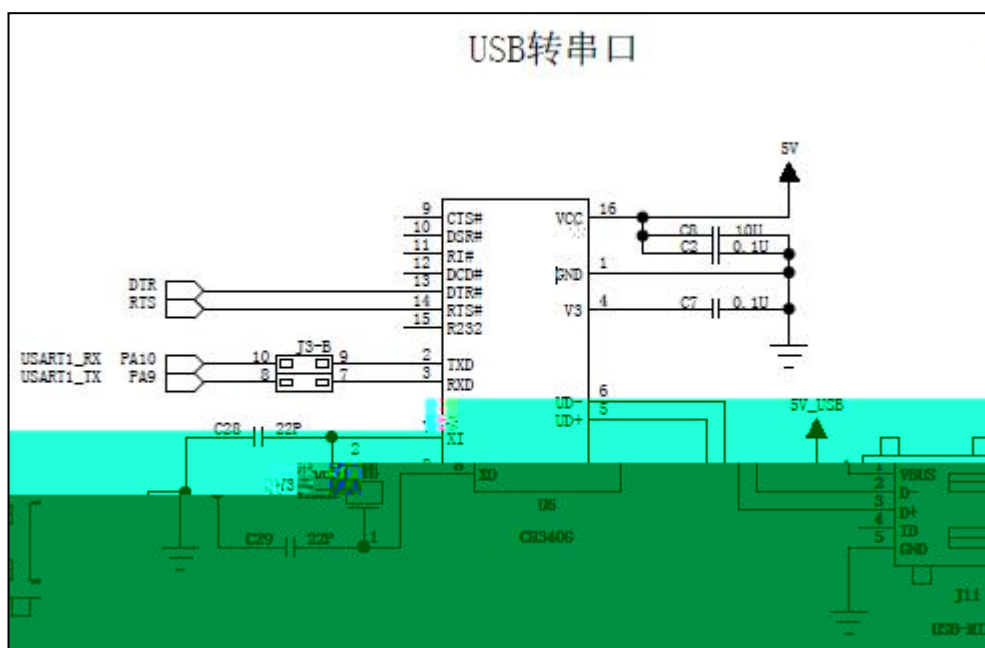 USB转串口
5V
9 CTS# VCC 16
10 DSR# C8 10U
11 RI# C2 0.1U
12 DCD# GND 1
DTR 13 DTR#
RTS 14 RTS# V3 4 C7 0.1U
15 R232
J3-B
USART1_RX PA10 10 9 2 TXD
USART1_TX PA9 8 7 3 RXD
UD- 6
UD+ 5 5V_USB
C28 22P XI
2
XO 1 VBUS
2 D-
U6 3 D+
4 ID
C29 22P 1 CH340G 5 GND
J11